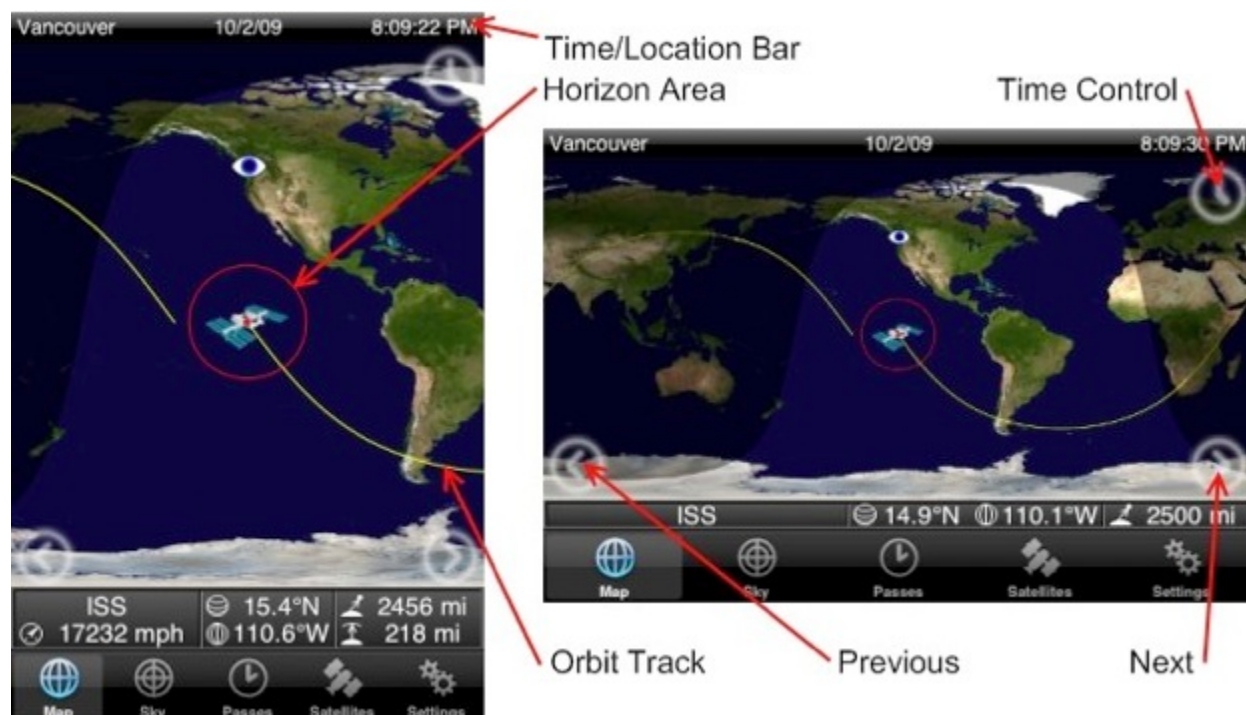 Vancouver 10/2/09 8:09:22 PM
Time/Location Bar
Horizon Area
Time Control
Vancouver 10/2/09 8:09:30 PM
ISS 14.9°N 110.1°W 2500 mi
Map Sky Passes Satellites Settings
ISS 15.4°N 2456 mi
17232 mph 110.6°W 218 mi
Orbit Track
Previous
Next
Map Sky Passes Satellites Settings